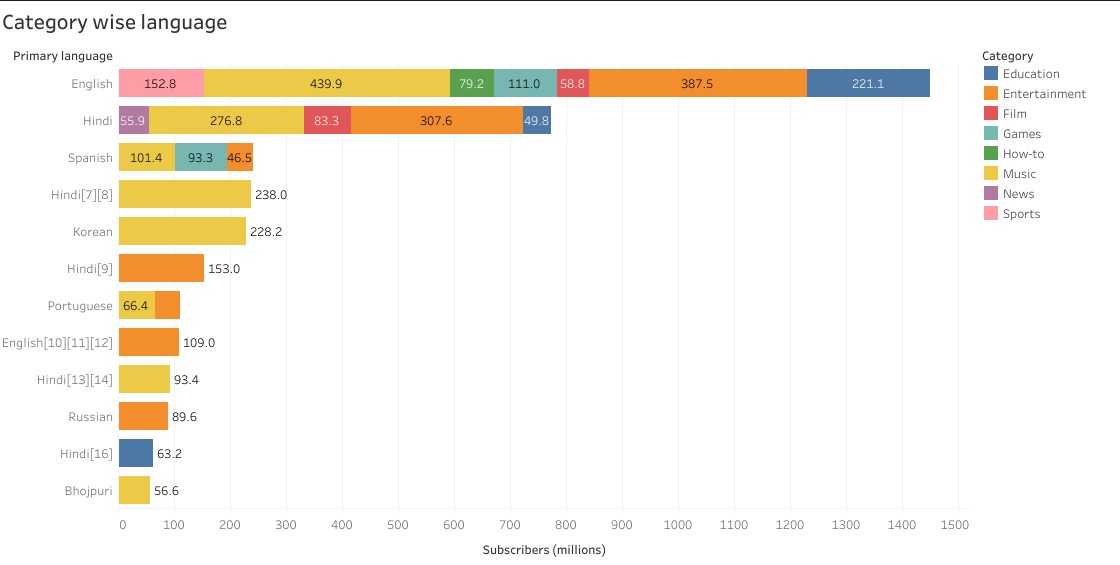 Category wise language
Primary language
English 152.8 439.9 79.2 111.0 58.8 387.5 221.1
Hindi 55.9 276.8 83.3 307.6 49.8
Spanish 101.4 93.3 46.5
Hindi[7][8] 238.0
Korean 228.2
Hindi[9] 153.0
Portuguese 66.4
English[10][11][12] 109.0
Hindi[13][14] 93.4
Russian 89.6
Hindi[16] 63.2
Bhojpuri 56.6
0 100 200 300 400 500 600 700 800 900 1000 1100 1200 1300 1400 1500
Subscribers (millions)
Category
Education
Entertainment
Film
Games
How-to
Music
News
Sports